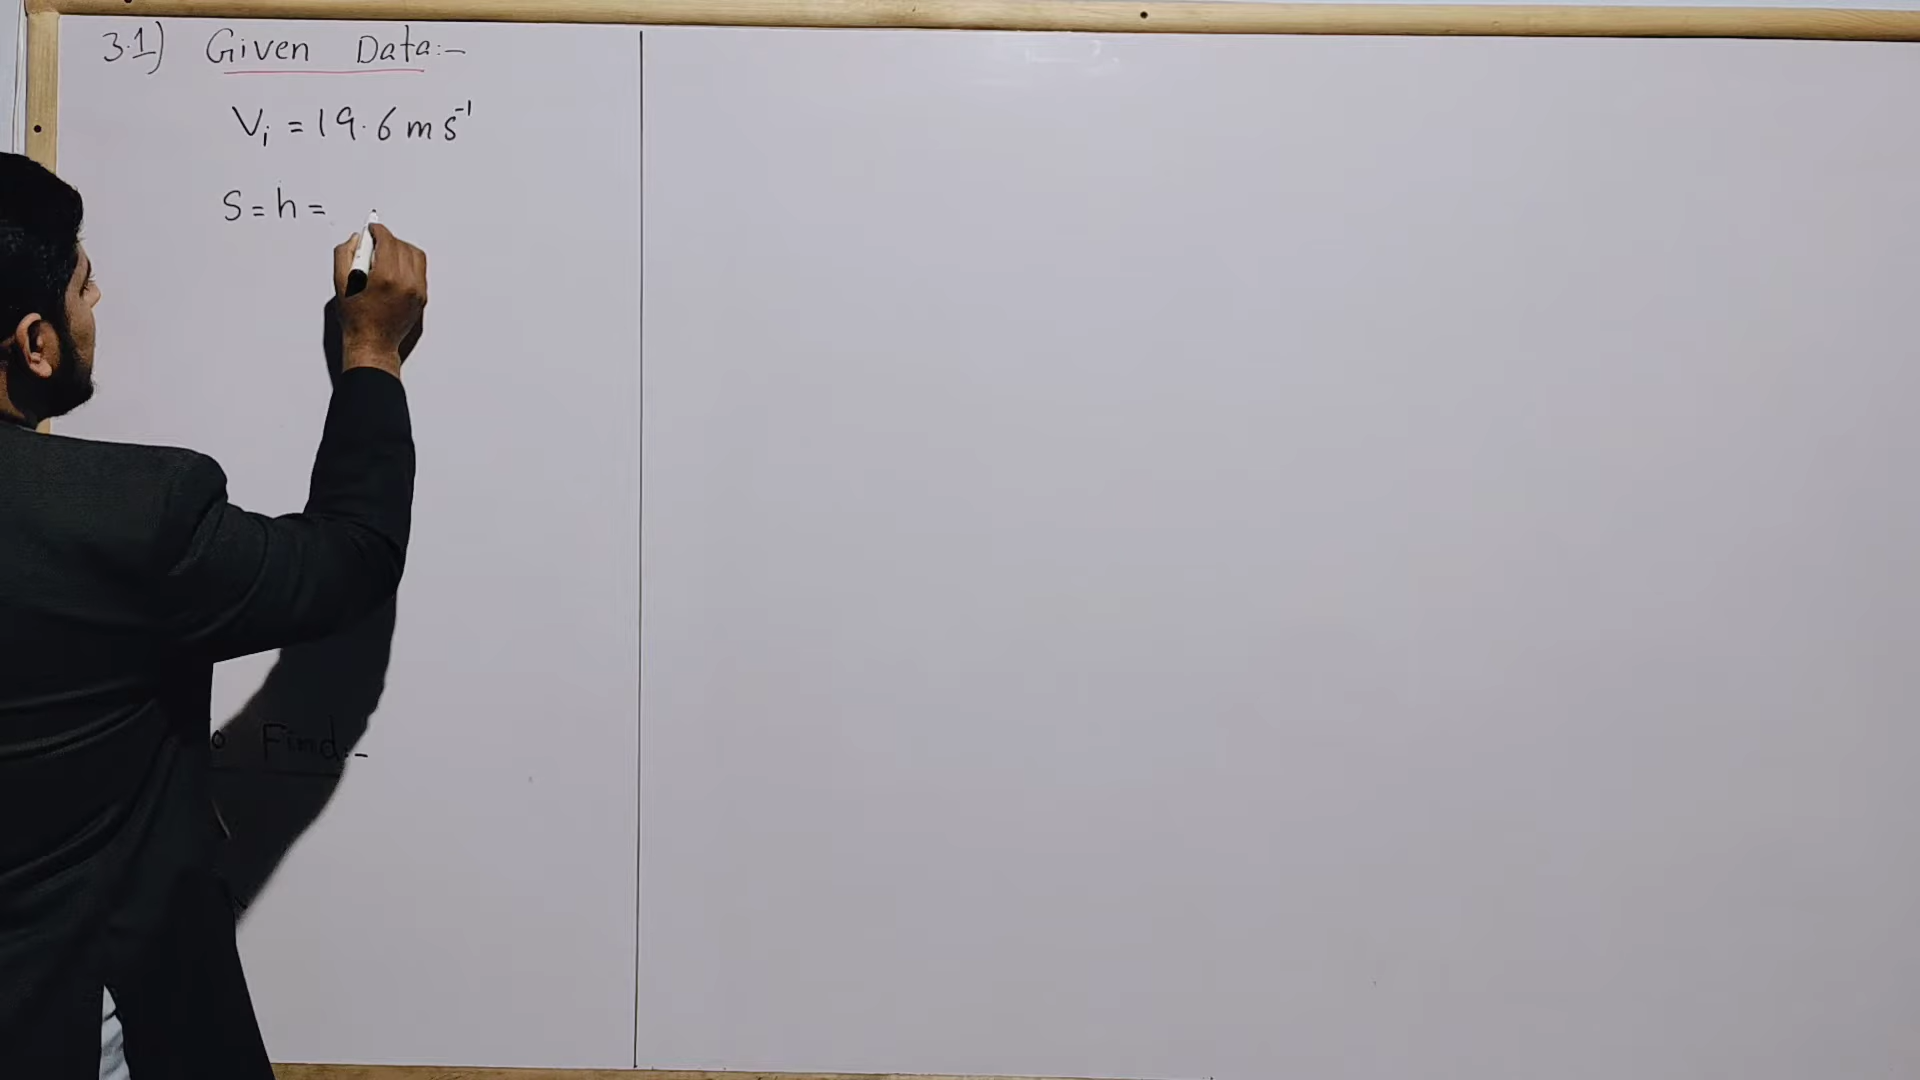 3.1) Given Data:-
Vi = 19.6 m s⁻¹
S = h =
o Find:-